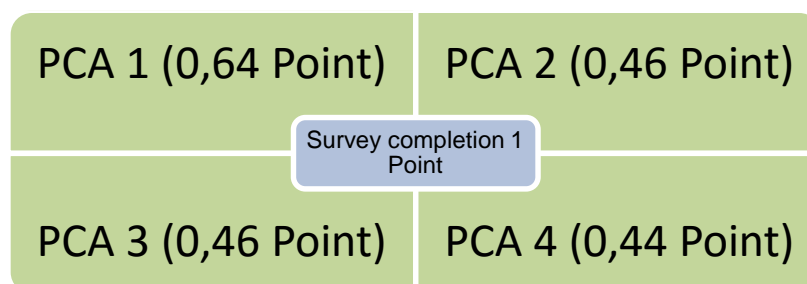 PCA 1 (0,64 Point)
PCA 2 (0,46 Point)
Survey completion 1
Point
PCA 3 (0,46 Point)
PCA 4 (0,44 Point)